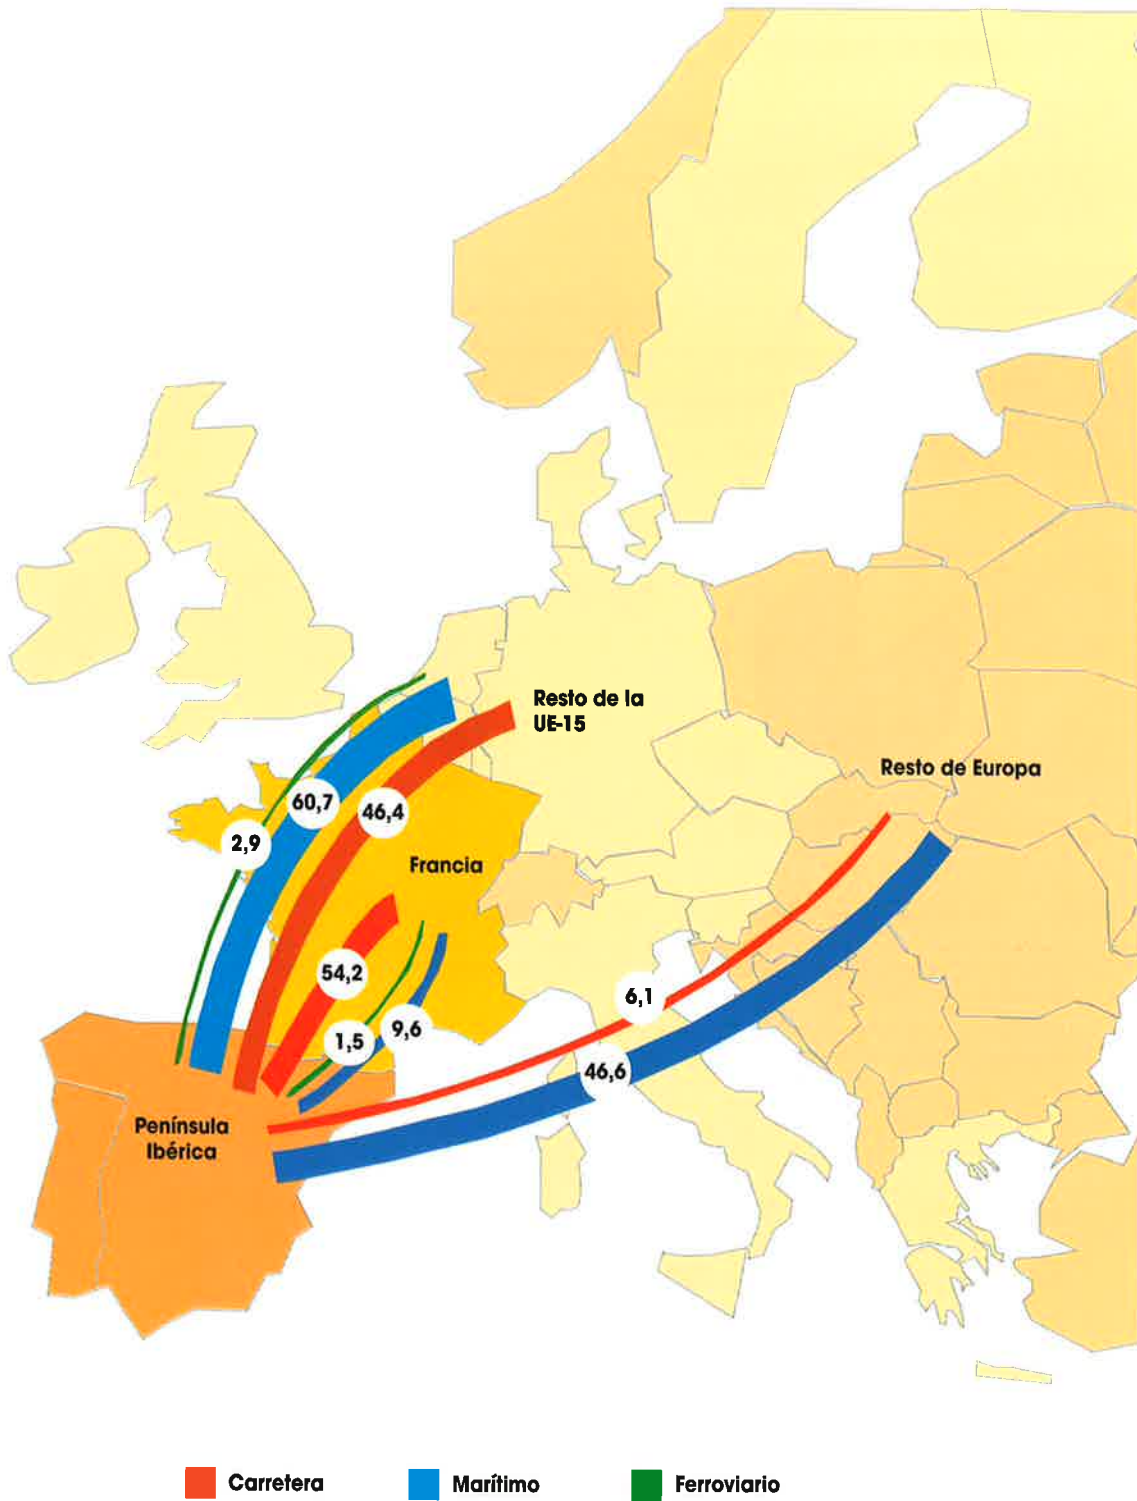 Resto de la
UE-15
Resto de Europa
60,7
46,4
2,9
Francia
54,2
6,1
9,6
1,5
46,6
Península
Ibérica
Carretera
Marítimo
Ferroviario